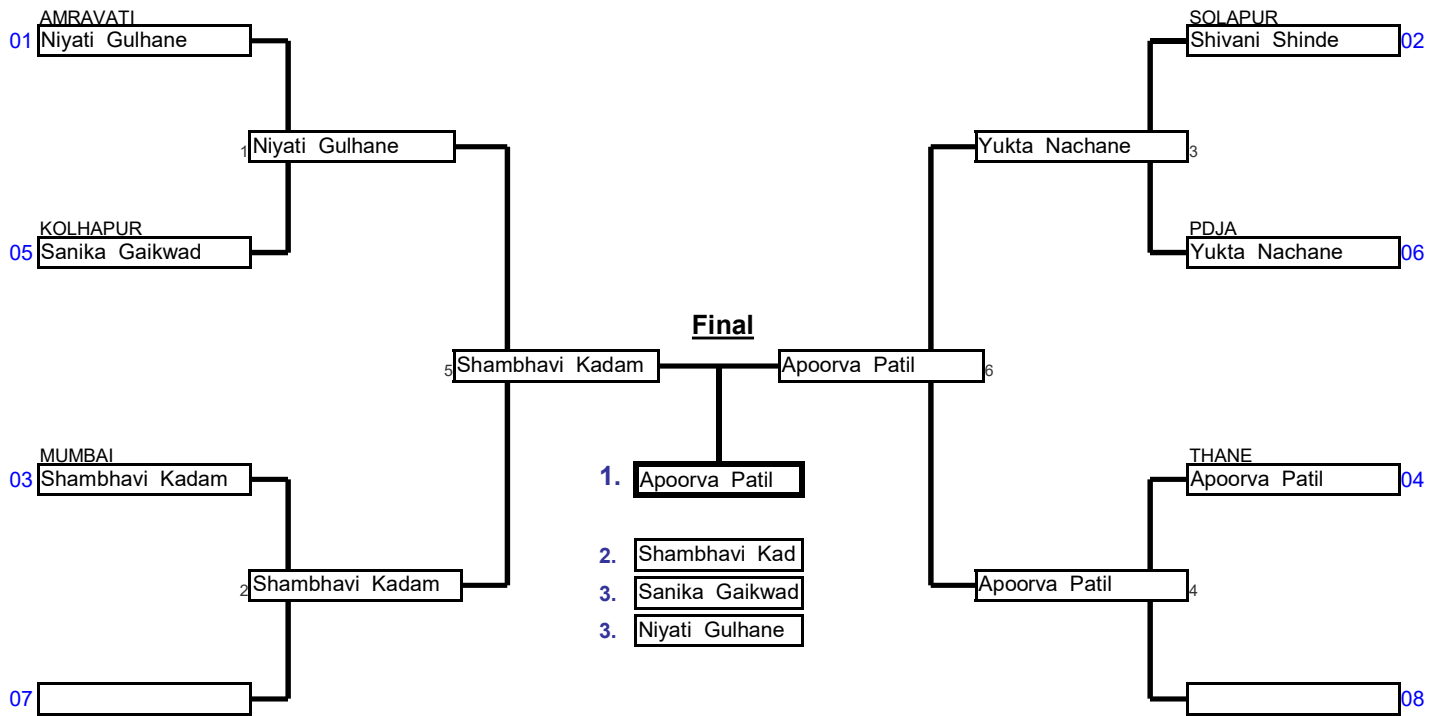 AMRAVATI
01 Niyati Gulhane
SOLAPUR
Shivani Shinde 02
1 Niyati Gulhane
Yukta Nachane 3
KOLHAPUR
05 Sanika Gaikwad
PDJA
Yukta Nachane 06
Final
5 Shambhavi Kadam
Apoorva Patil 6
MUMBAI
03 Shambhavi Kadam
1. Apoorva Patil
THANE
Apoorva Patil 04
2. Shambhavi Kad
2 Shambhavi Kadam
3. Sanika Gaikwad
Apoorva Patil 4
3. Niyati Gulhane
07
08